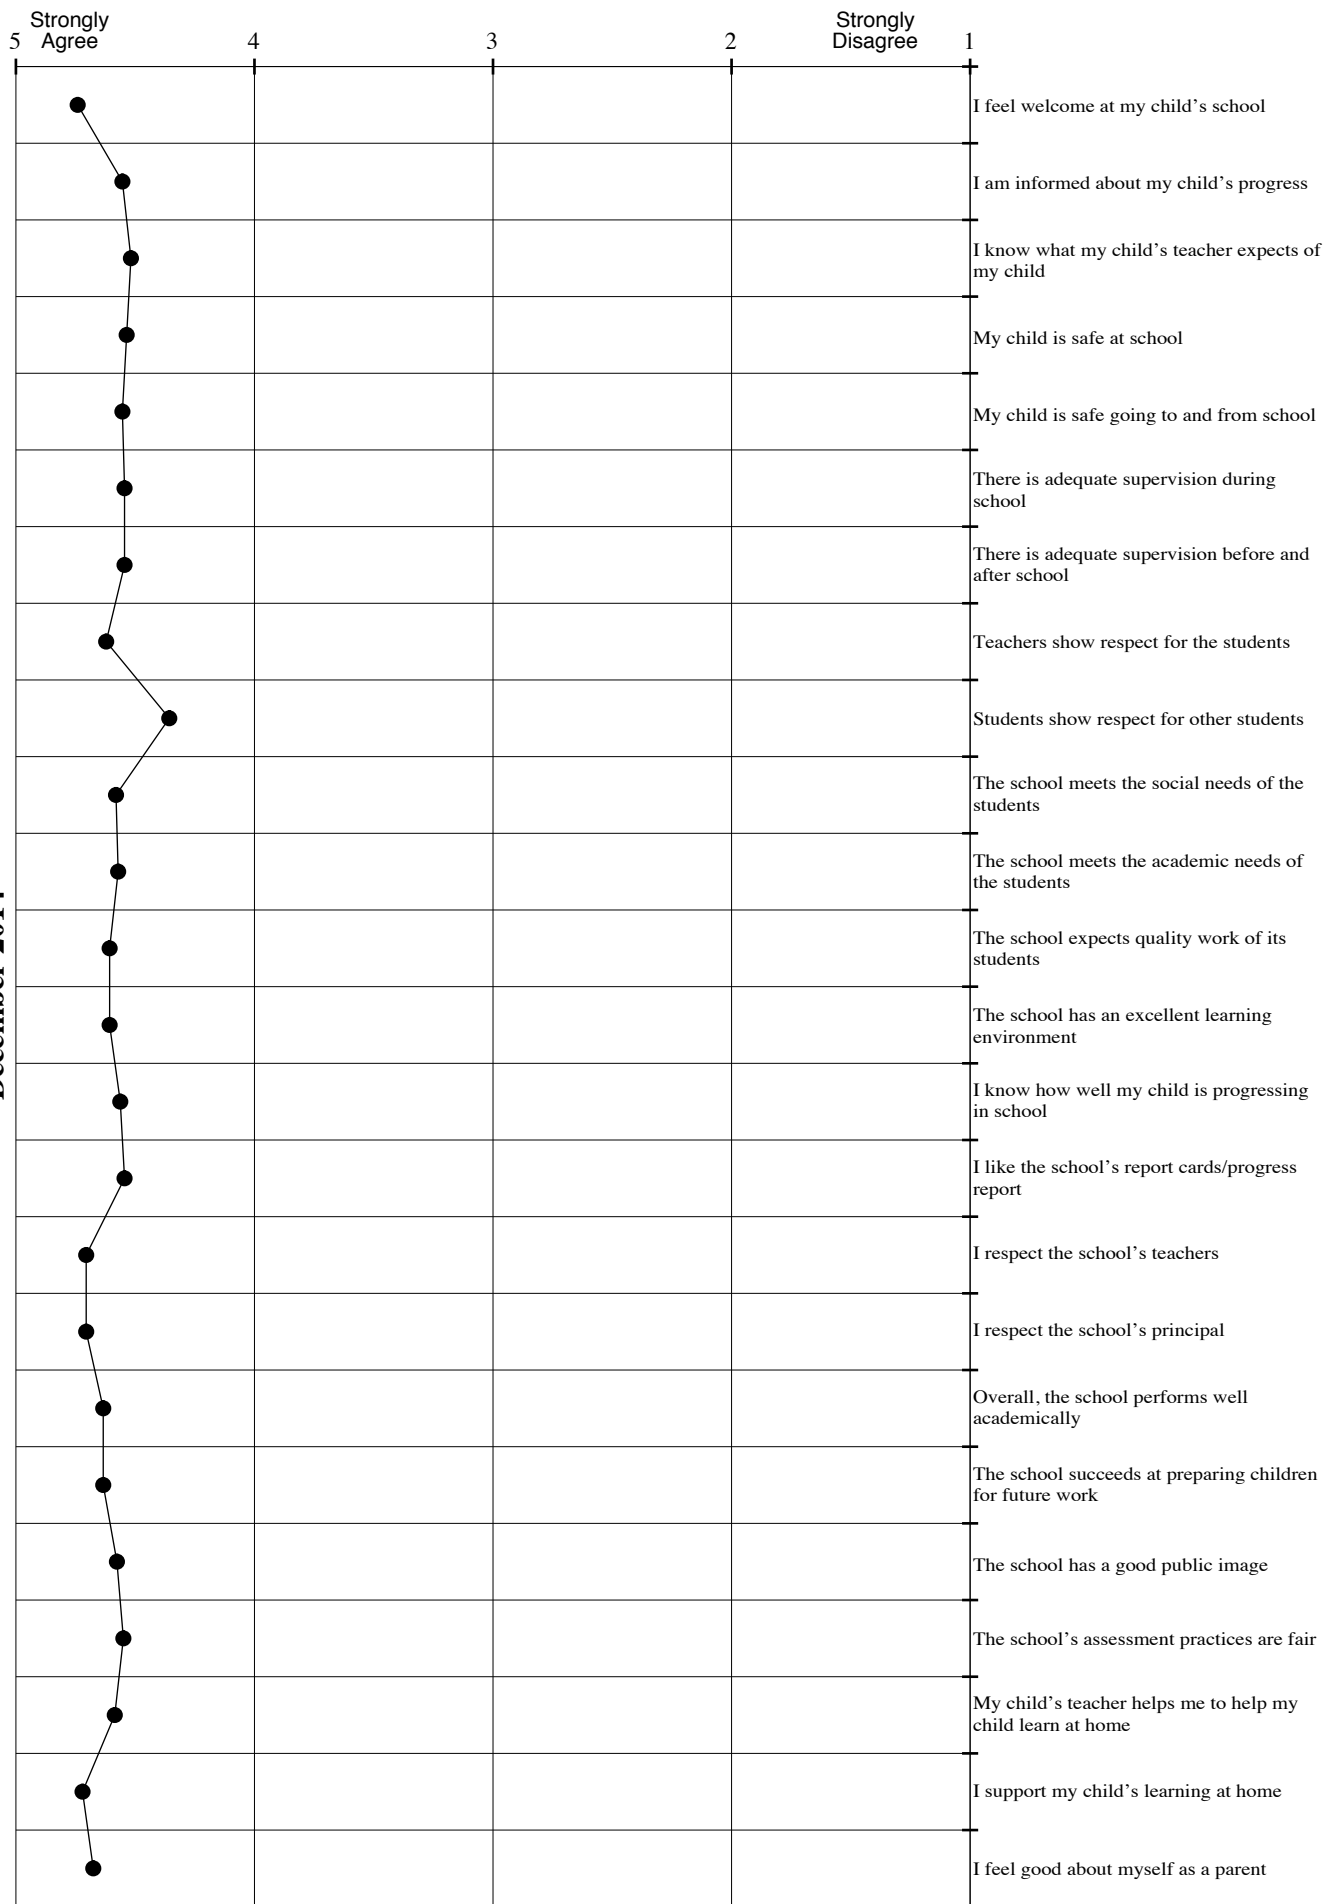 Strongly
Agree
Strongly
Disagree
5
4
3
2
1
I feel welcome at my child's school
I am informed about my child's progress
I know what my child's teacher expects of
my child
My child is safe at school
My child is safe going to and from school
There is adequate supervision during
school
There is adequate supervision before and
after school
Teachers show respect for the students
Students show respect for other students
The school meets the social needs of the
students
The school meets the academic needs of
the students
The school expects quality work of its
students
The school has an excellent learning
environment
I know how well my child is progressing
in school
I like the school's report cards/progress
report
I respect the school's teachers
I respect the school's principal
Overall, the school performs well
academically
The school succeeds at preparing children
for future work
The school has a good public image
The school's assessment practices are fair
My child's teacher helps me to help my
child learn at home
I support my child's learning at home
I feel good about myself as a parent